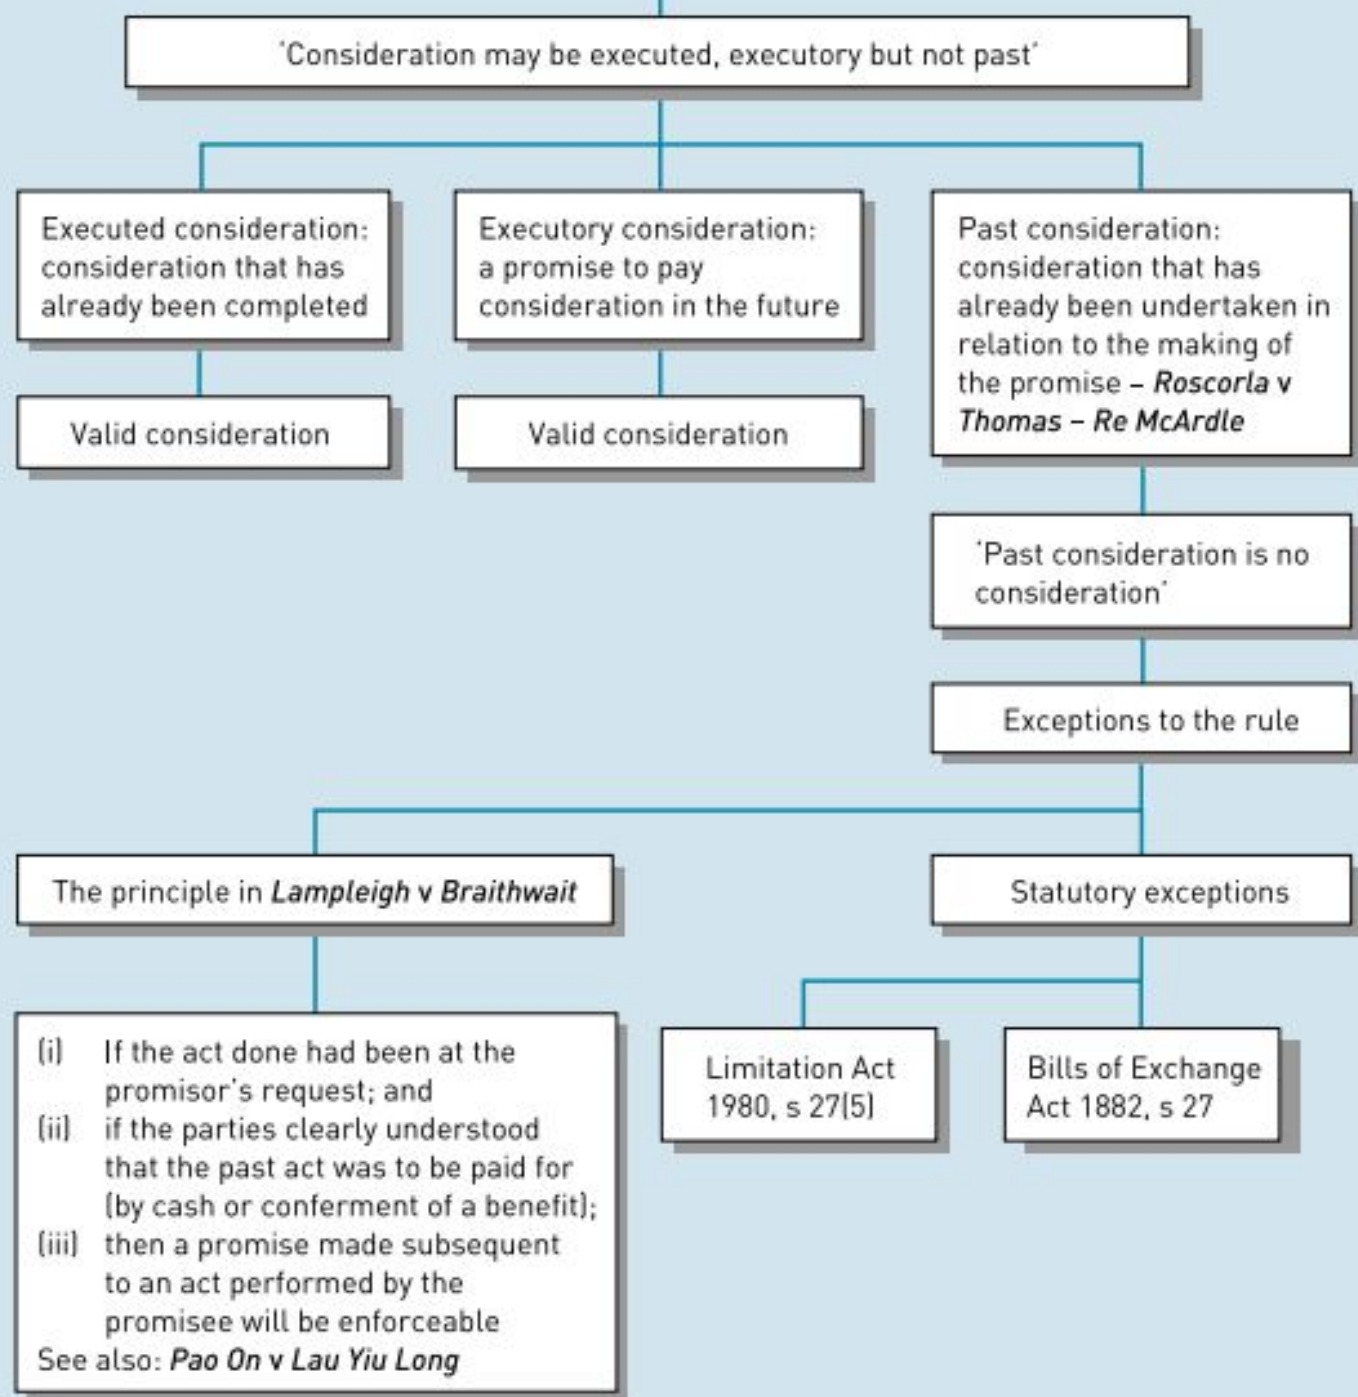 ‘Consideration may be executed, executory but not past’
Executed consideration:
consideration that has
already been completed
Valid consideration
Executory consideration:
a promise to pay
consideration in the future
Valid consideration
Past consideration:
consideration that has
already been undertaken in
relation to the making of
the promise – Roscorla v
Thomas – Re McArdle
‘Past consideration is no
consideration’
Exceptions to the rule
The principle in Lampleigh v Braithwait
(i) If the act done had been at the
promisor’s request; and
(ii) if the parties clearly understood
that the past act was to be paid for
(by cash or conferment of a benefit);
(iii) then a promise made subsequent
to an act performed by the
promisee will be enforceable
See also: Pao On v Lau Yiu Long
Statutory exceptions
Limitation Act
1980, s 27(5)
Bills of Exchange
Act 1882, s 27